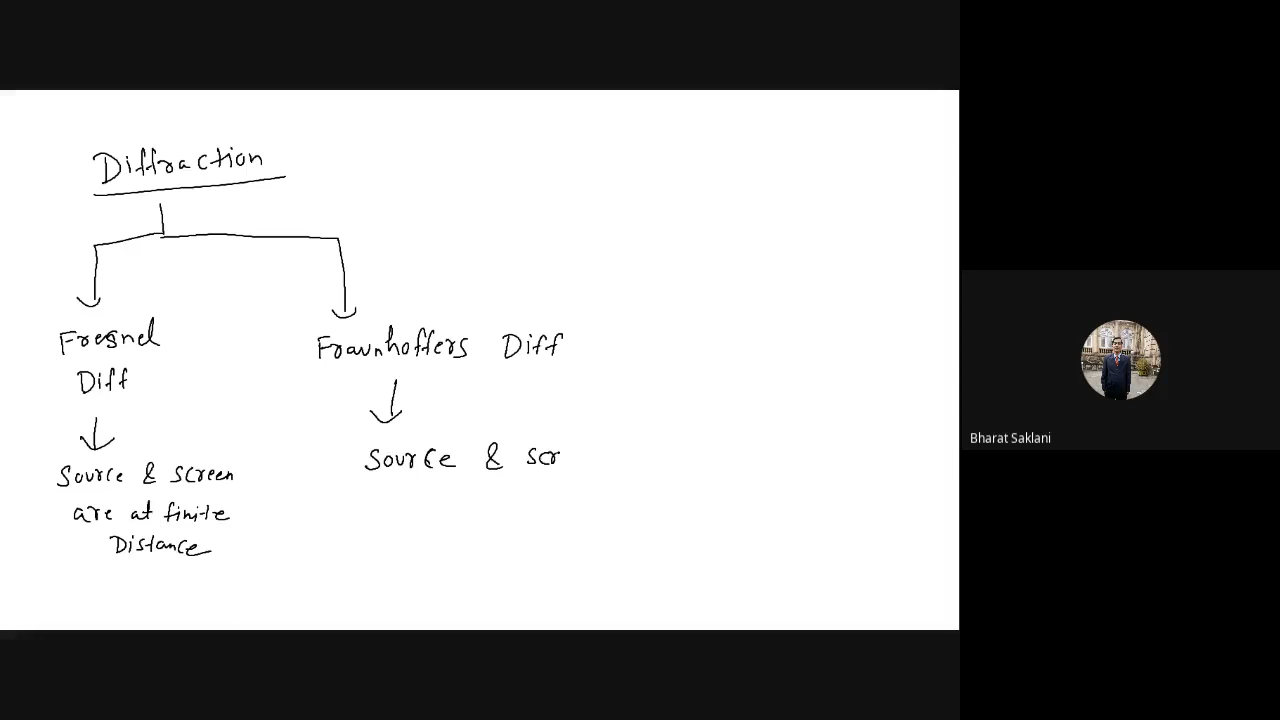 Diffraction
Fresnel
Diff
Fraunhoffers Diff
Source & screen
are at finite
Distance
Source & scr
Bharat Saklani